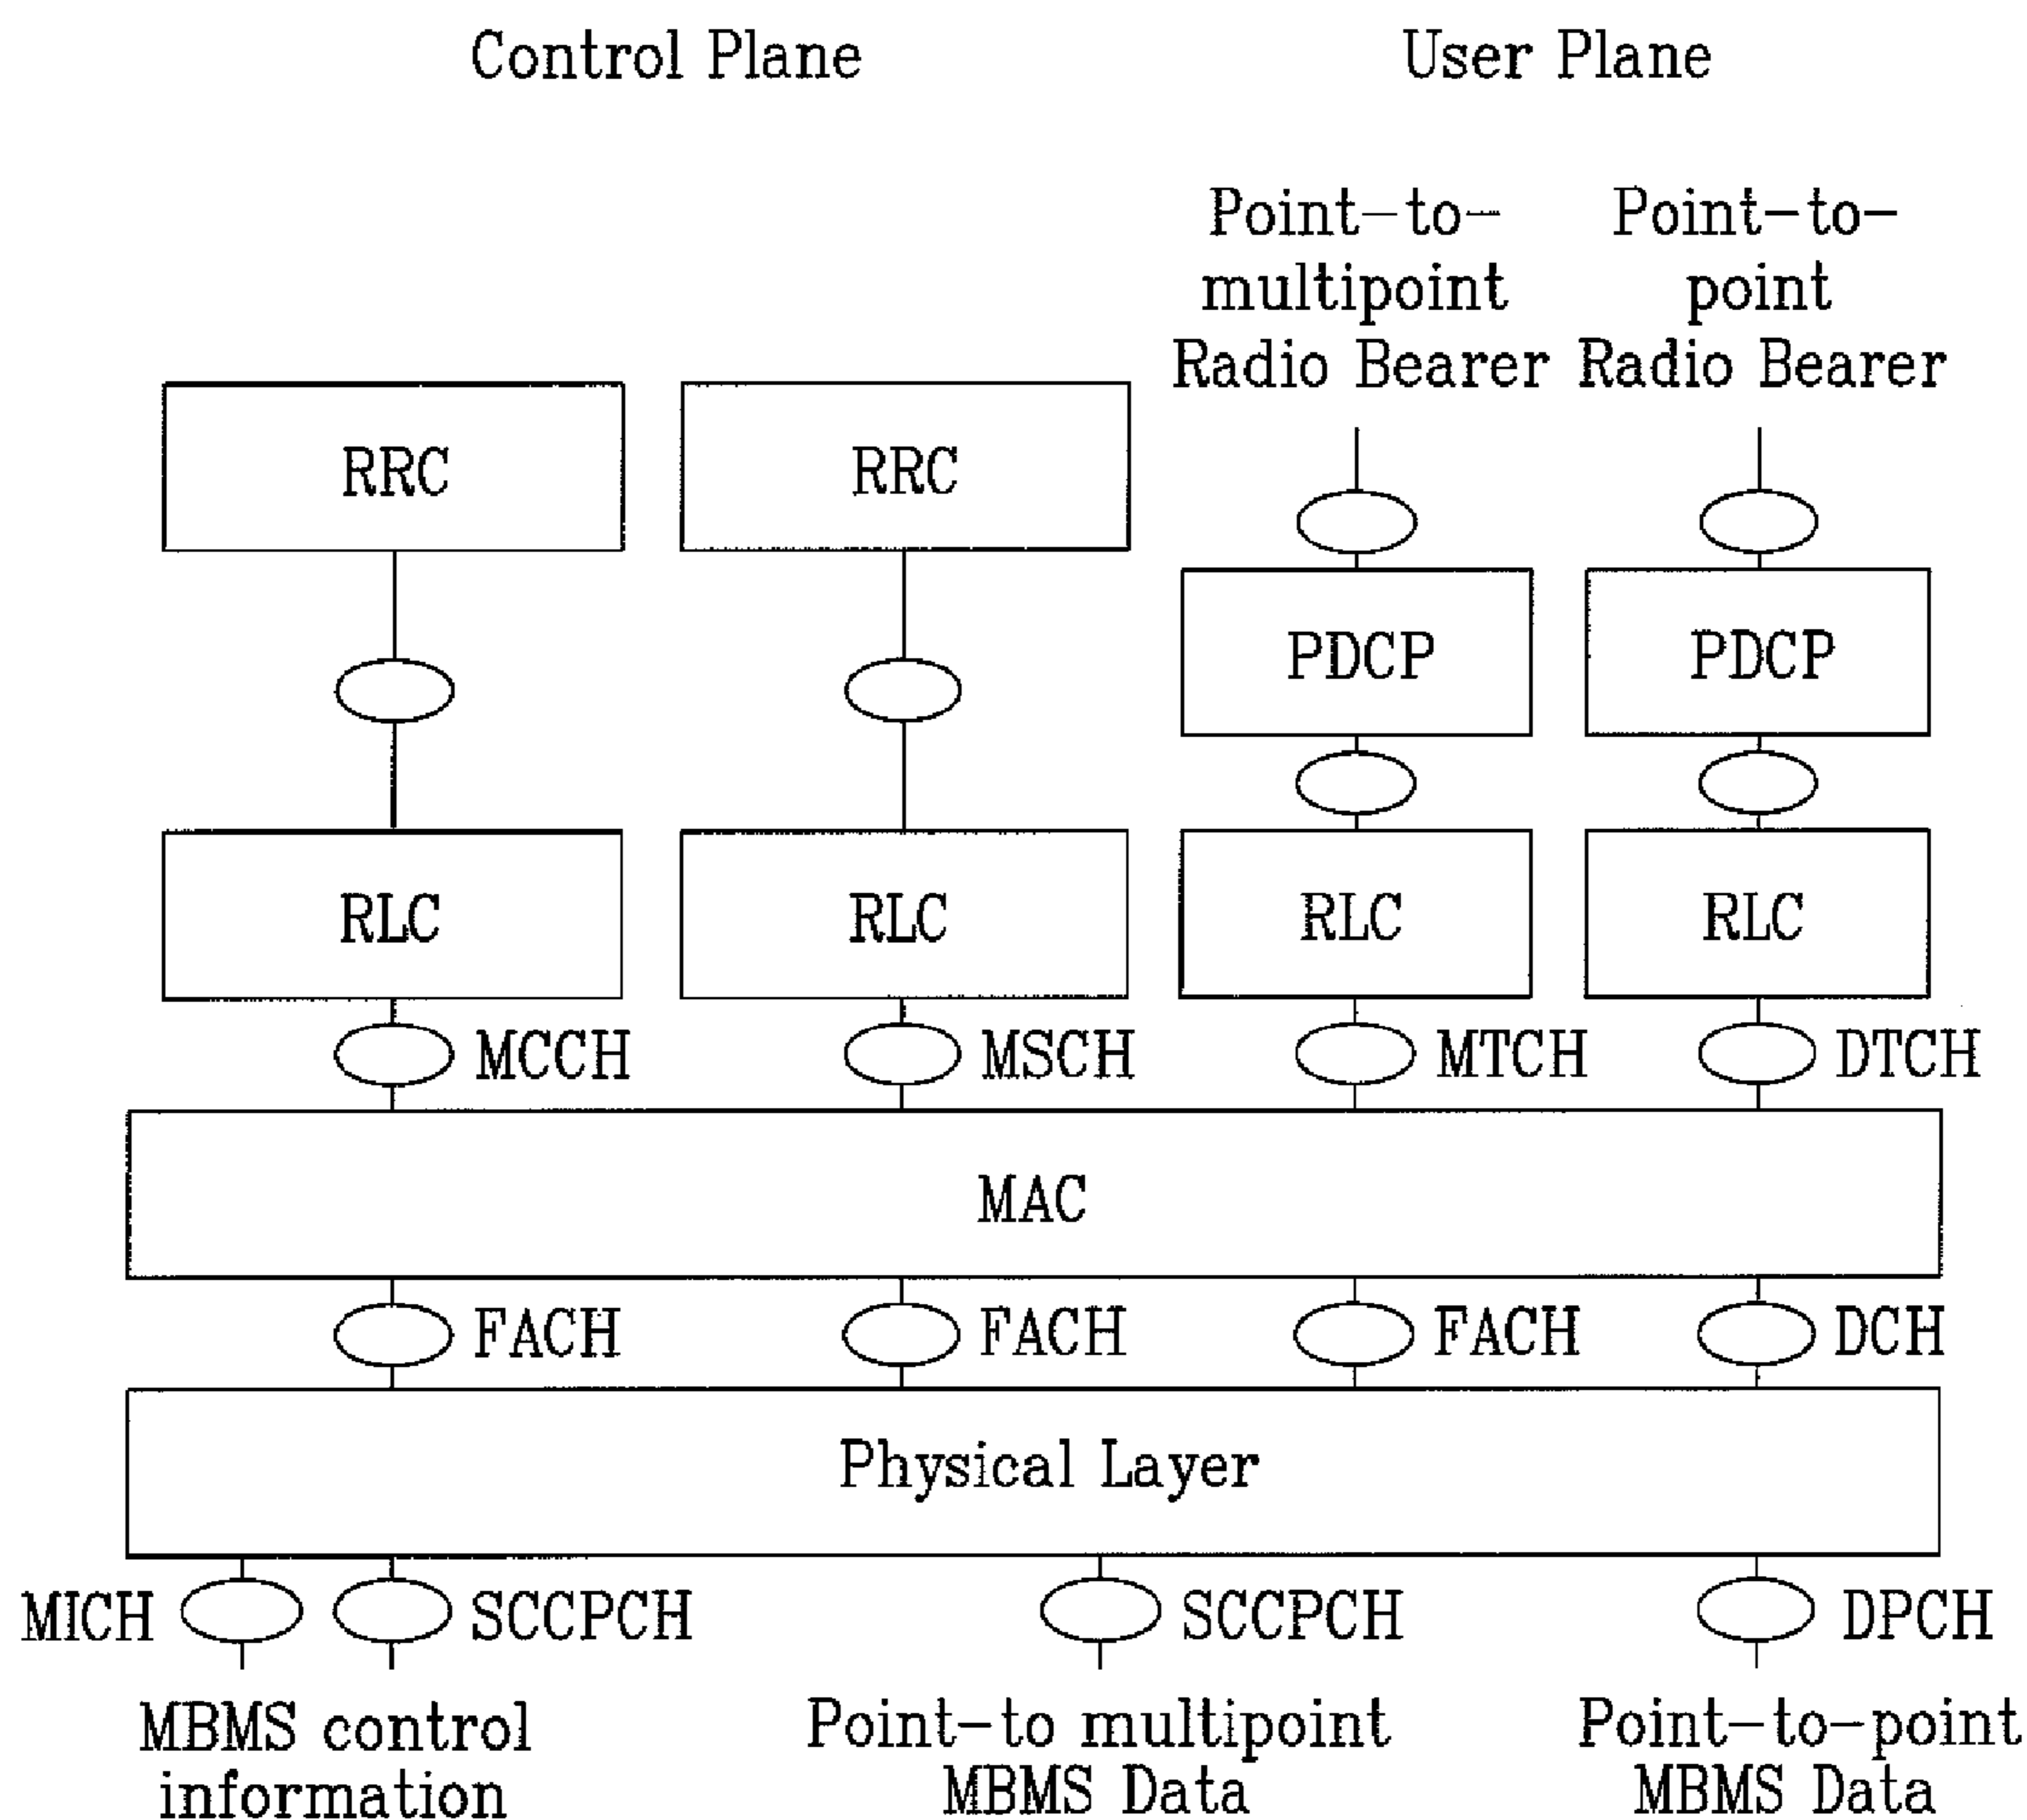 Control Plane User Plane
Point-to- Point-to-
multipoint point
Radio Bearer Radio Bearer
RRC RRC
PDCP PDCP
RLC RLC RLC RLC
MCCH MSCH MTCH DTCH
MAC
FACH FACH FACH DCH
Physical Layer
MICH SCCPCH SCCPCH DPCH
MBMS control Point-to multipoint Point-to-point
information MBMS Data MBMS Data